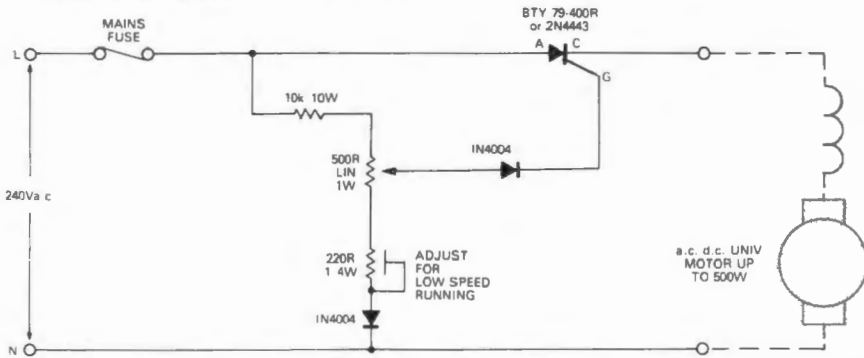 BTY 79-400R
or 2N4443
MAINS
FUSE
L
A
C
G
10k 10W
500R
LIN
1W
IN4004
240Va c
220R
1 4W
ADJUST
FOR
LOW SPEED
RUNNING
a.c. d.c. UNIV
MOTOR UP
TO 500W
IN4004
N